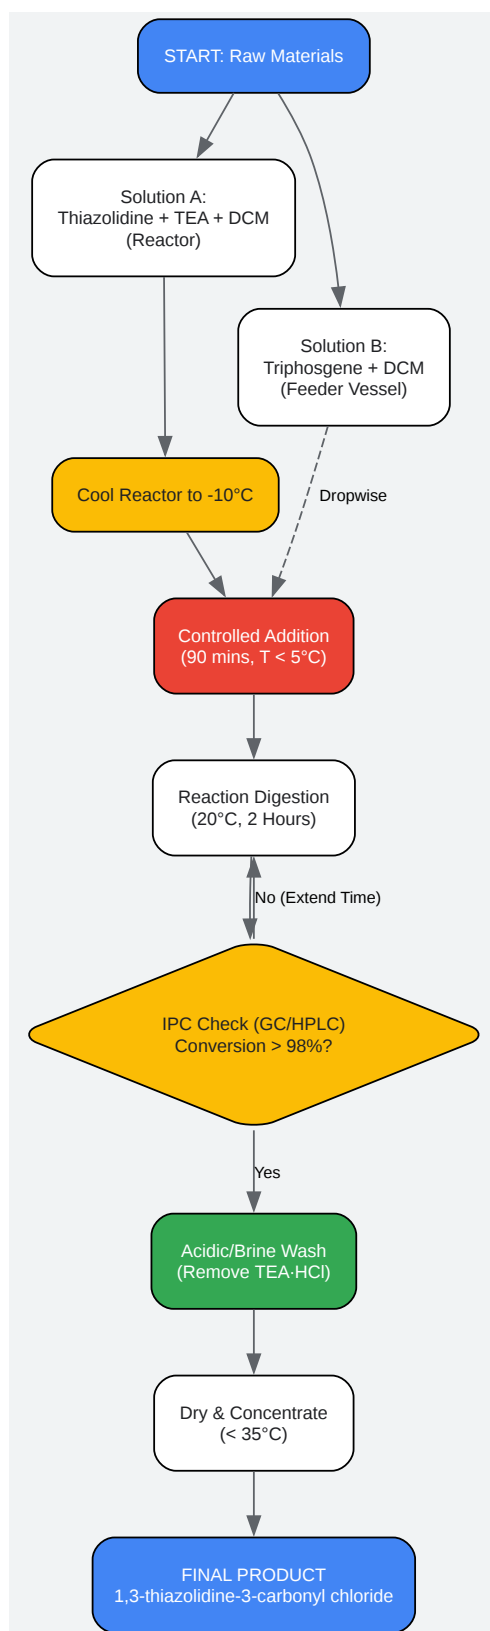 START: Raw Materials
Solution A:
Thiazolidine + TEA + DCM
(Reactor)
Solution B:
Triphosgene + DCM
(Feeder Vessel)
Cool Reactor to -10°C
Dropwise
Controlled Addition
(90 mins, T < 5°C)
Reaction Digestion
(20°C, 2 Hours)
No (Extend Time)
IPC Check (GC/HPLC)
Conversion > 98%?
Yes
Acidic/Brine Wash
(Remove TEA·HCl)
Dry & Concentrate
(< 35°C)
FINAL PRODUCT
1,3-thiazolidine-3-carbonyl chloride